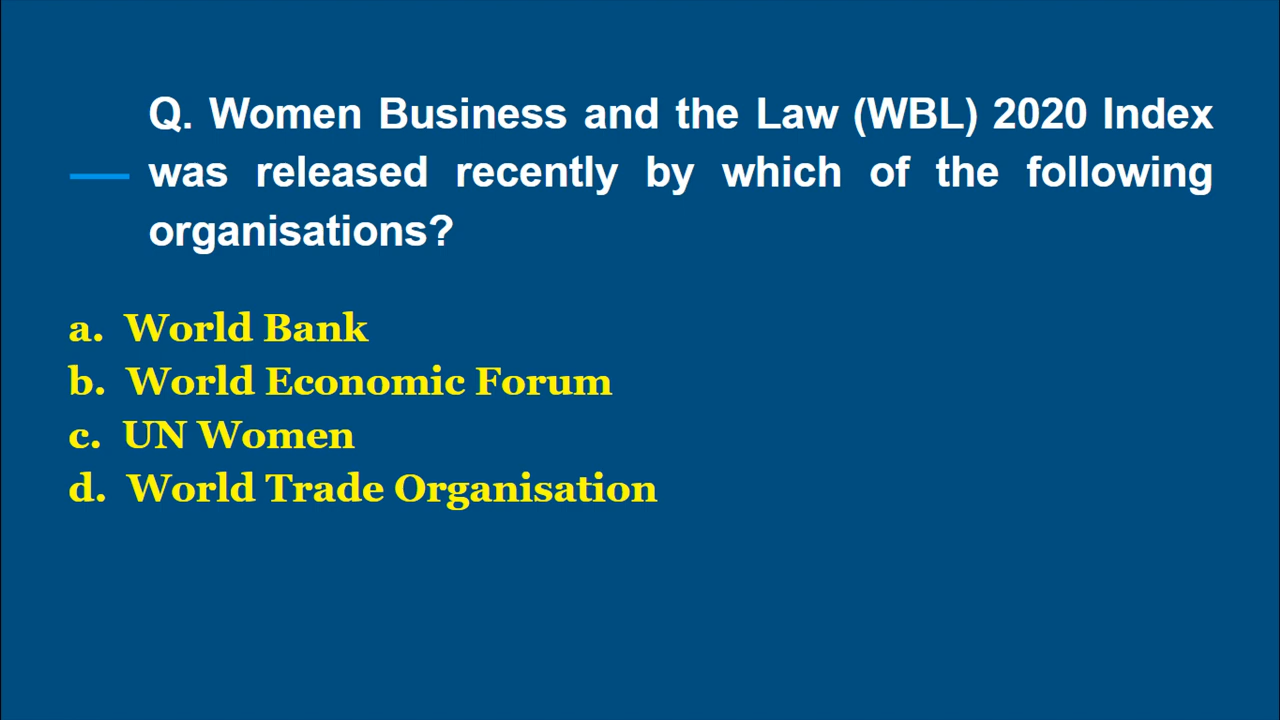 Q. Women Business and the Law (WBL) 2020 Index
was released recently by which of the following
organisations?
a. World Bank
b. World Economic Forum
c. UN Women
d. World Trade Organisation